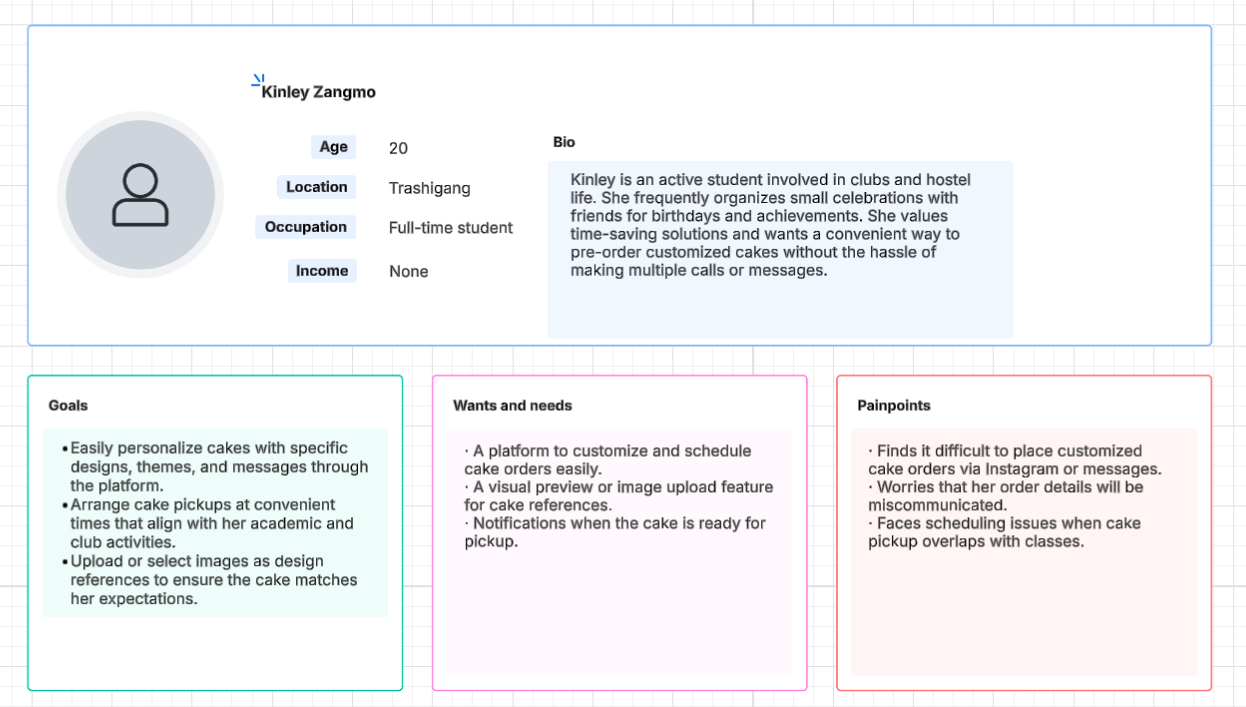 Kinley Zangmo
Age 20
Location Trashigang
Occupation Full-time student
Income None
Bio
Kinley is an active student involved in clubs and hostel
life. She frequently organizes small celebrations with
friends for birthdays and achievements. She values
time-saving solutions and wants a convenient way to
pre-order customized cakes without the hassle of
making multiple calls or messages.
Goals
•Easily personalize cakes with specific
designs, themes, and messages through
the platform.
•Arrange cake pickups at convenient
times that align with her academic and
club activities.
•Upload or select images as design
references to ensure the cake matches
her expectations.
Wants and needs
· A platform to customize and schedule
cake orders easily.
· A visual preview or image upload feature
for cake references.
· Notifications when the cake is ready for
pickup.
Painpoints
· Finds it difficult to place customized
cake orders via Instagram or messages.
· Worries that her order details will be
miscommunicated.
· Faces scheduling issues when cake
pickup overlaps with classes.